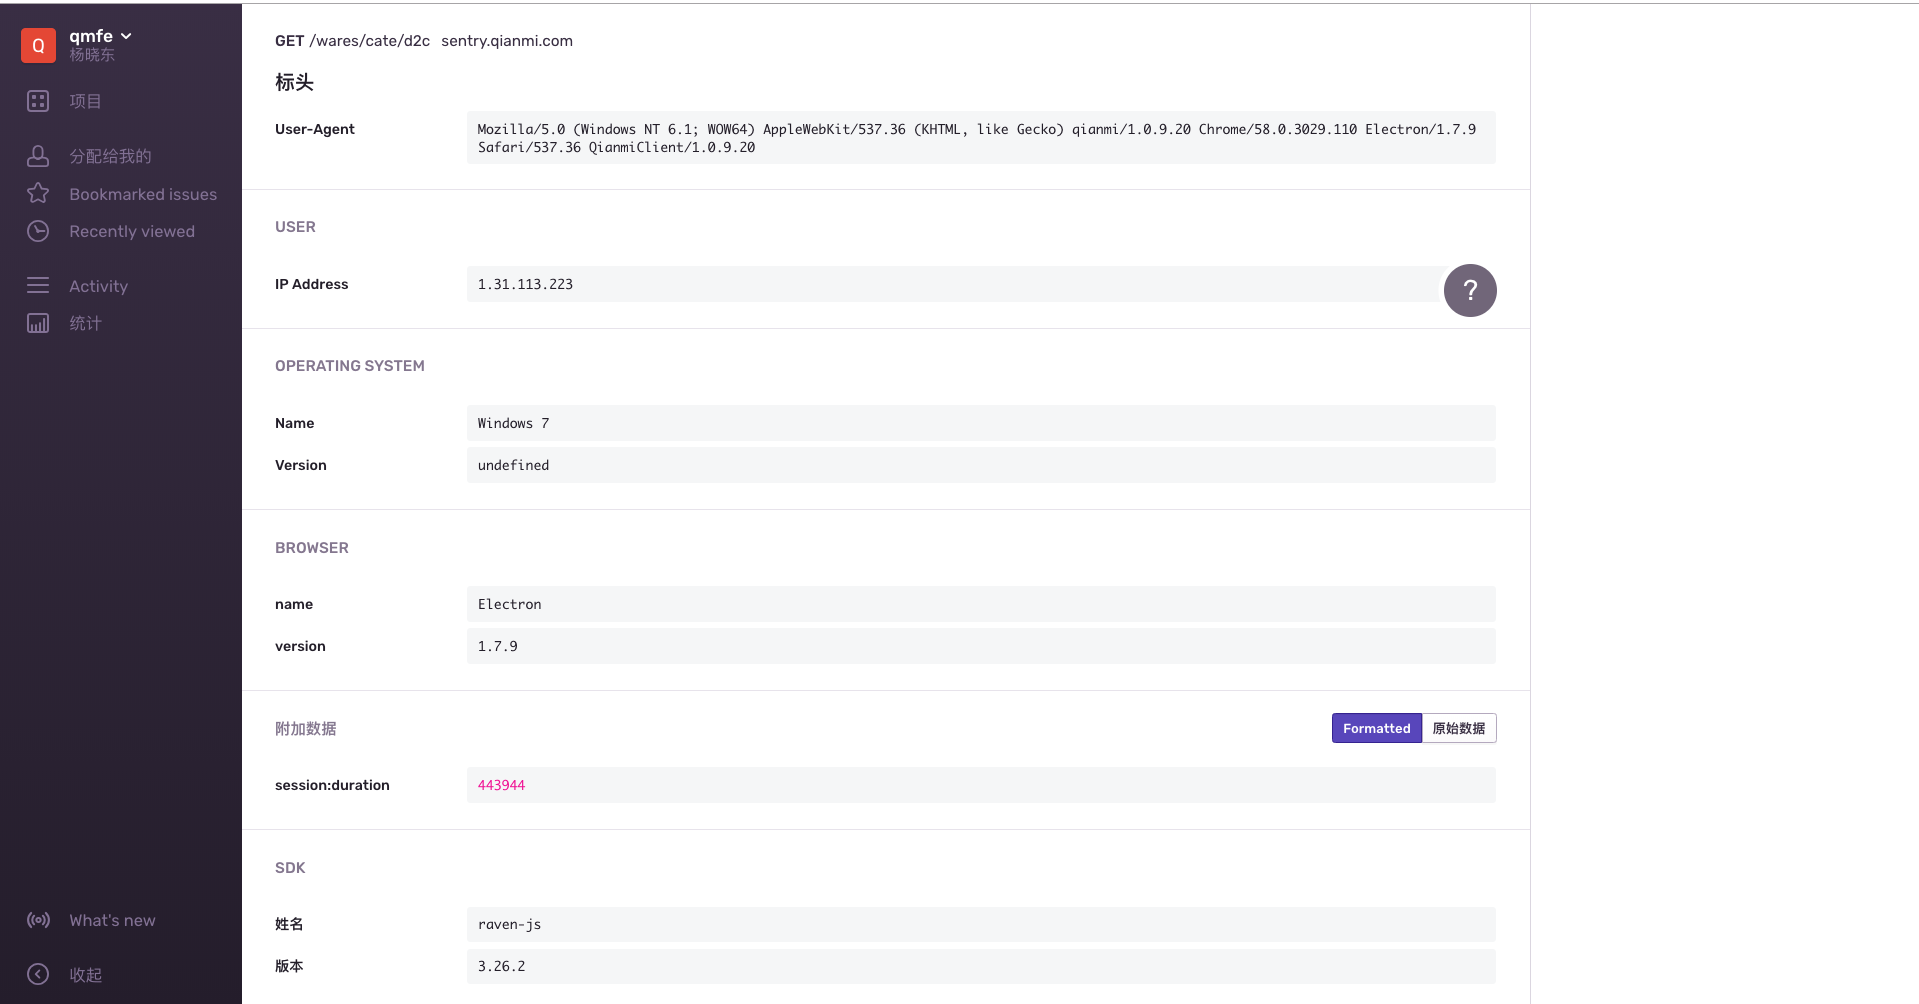 Q
qmfe
杨晓东
项目
分配给我的
Bookmarked issues
Recently viewed
Activity
统计
What's new
收起
GET /wares/cate/d2c sentry.qianmi.com
标头
User-Agent
Mozilla/5.0 (Windows NT 6.1; WOW64) AppleWebKit/537.36 (KHTML, like Gecko) qianmi/1.0.9.20 Chrome/58.0.3029.110 Electron/1.7.9
Safari/537.36 QianmiClient/1.0.9.20
USER
IP Address
1.31.113.223
?
OPERATING SYSTEM
Name
Windows 7
Version
undefined
BROWSER
name
Electron
version
1.7.9
附加数据
Formatted
原始数据
session:duration
443944
SDK
姓名
raven-js
版本
3.26.2